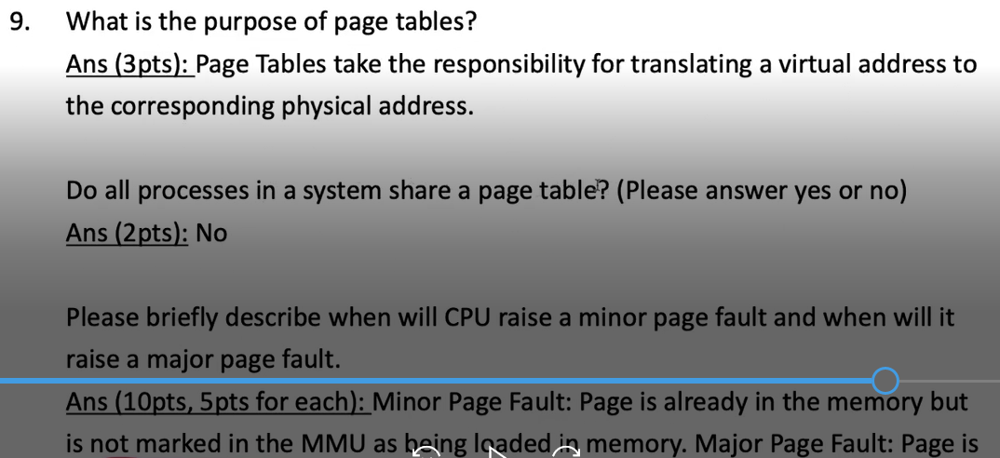 9. What is the purpose of page tables?
Ans (3pts): Page Tables take the responsibility for translating a virtual address to
the corresponding physical address.
Do all processes in a system share a page table? (Please answer yes or no)
Ans (2pts): No
Please briefly describe when will CPU raise a minor page fault and when will it
raise a major page fault.
Ans (10pts, 5pts for each): Minor Page Fault: Page is already in the memory but
is not marked in the MMU as being loaded in memory. Major Page Fault: Page is